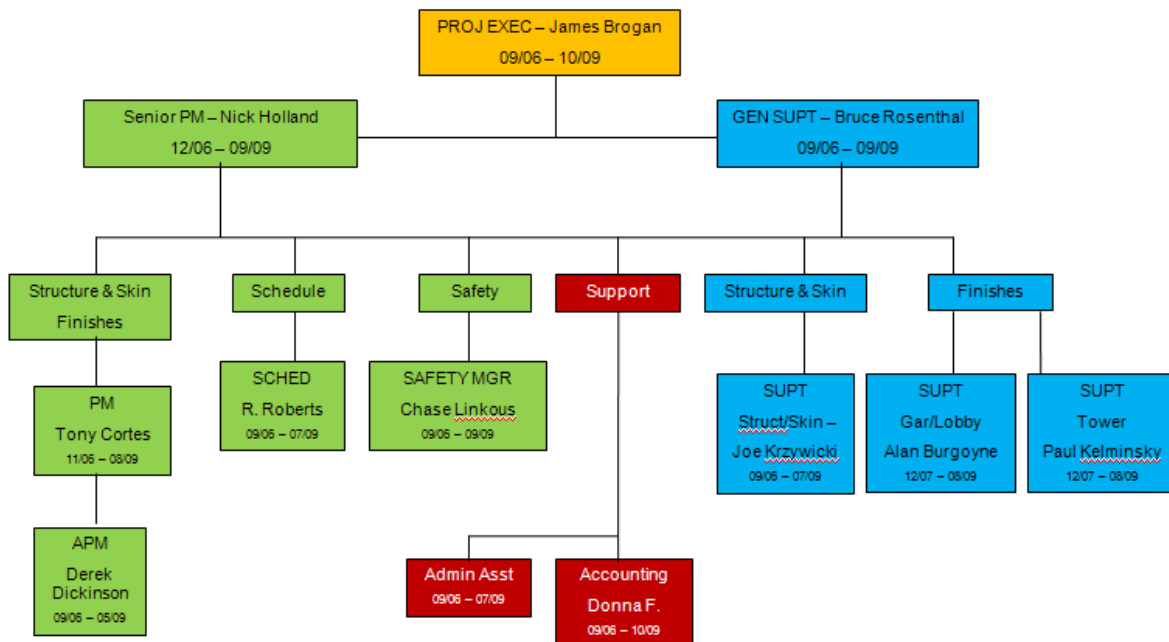 PROJ EXEC – James Brogan
09/06 – 10/09
Senior PM – Nick Holland
12/06 – 09/09
GEN SUPT – Bruce Rosenthal
09/06 – 09/09
Structure & Skin
Finishes
Schedule
Safety
Support
Structure & Skin
Finishes
PM
Tony Cortes
11/06 – 08/09
SCHED
R. Roberts
09/06 – 07/09
SAFETY MGR
Chase Linkous
09/06 – 09/09
SUPT
Struct/Skin –
Joe Krzywicki
09/06 – 07/09
SUPT
Gar/Lobby
Alan Burgoyne
12/07 – 08/09
SUPT
Tower
Paul Kelminsky
12/07 – 08/09
APM
Derek
Dickinson
09/06 – 05/09
Admin Asst
09/06 – 07/09
Accounting
Donna F.
09/06 – 10/09